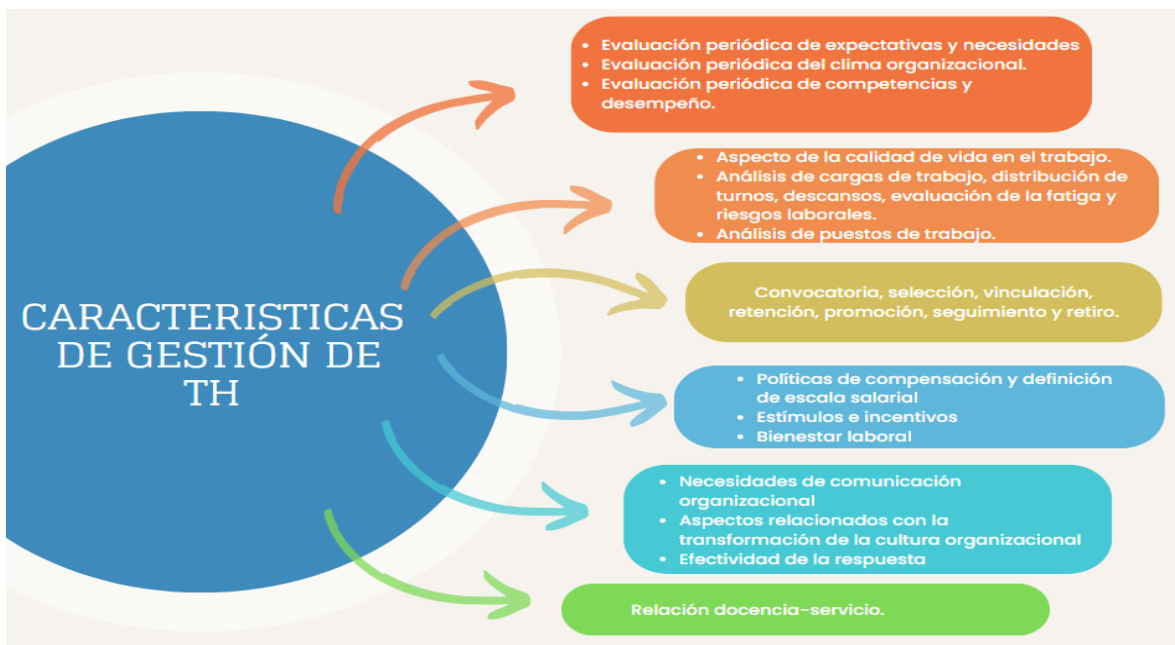 CARACTERISTICAS
DE GESTIÓN DE
TH
• Evaluación periódica de expectativas y necesidades
• Evaluación periódica del clima organizacional.
• Evaluación periódica de competencias y
desempeño.
• Aspecto de la calidad de vida en el trabajo.
• Análisis de cargas de trabajo, distribución de
turnos, descansos, evaluación de la fatiga y
riesgos laborales.
• Análisis de puestos de trabajo.
Convocatoria, selección, vinculación,
retención, promoción, seguimiento y retiro.
• Políticas de compensación y definición
de escala salarial
• Estímulos e incentivos
• Bienestar laboral
• Necesidades de comunicación
organizacional
• Aspectos relacionados con la
transformación de la cultura organizacional
• Efectividad de la respuesta
Relación docencia-servicio.